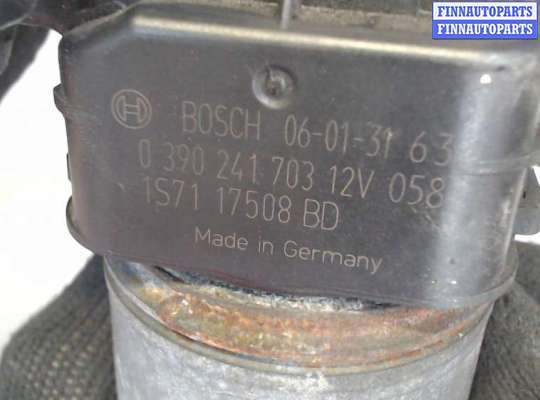 FINNAUTOPARTS
FINNAUTOPARTS
BOSCH 06-01-31 63
0 390 241 703 12V 058
1S71 17508 BD
Made in Germany